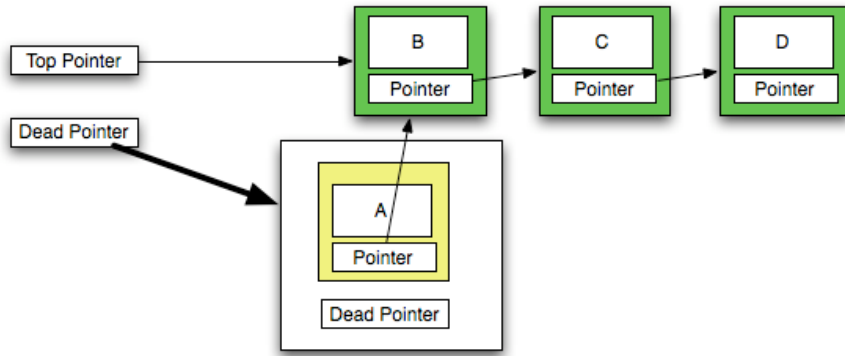 Top Pointer
B
Pointer
C
Pointer
D
Pointer
Dead Pointer
A
Pointer
Dead Pointer